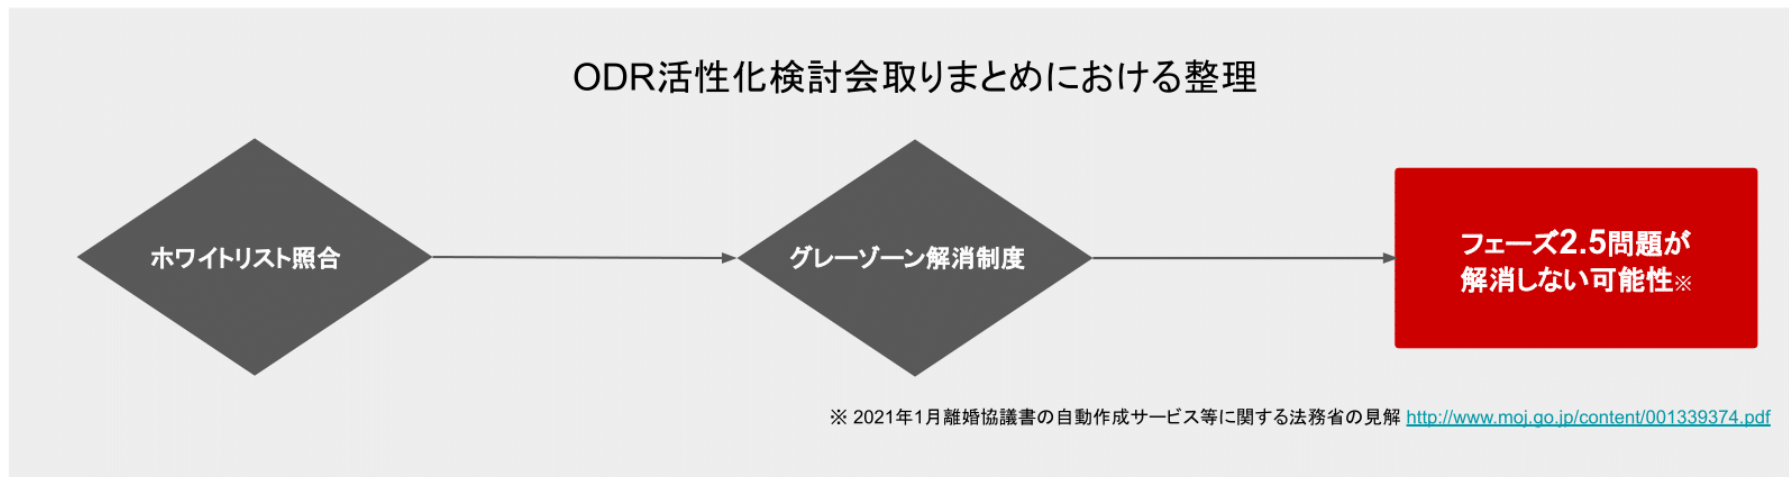 ODR活性化検討会取りまとめにおける整理
ホワイトリスト照合
グレーゾーン解消制度
フェーズ2.5問題が
解消しない可能性※
※ 2021年1月離婚協議書の自動作成サービス等に関する法務省の見解 http://www.moj.go.jp/content/001339374.pdf